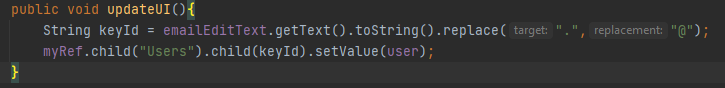 public void updateUI(){
String keyId = emailEditText.getText().toString().replace( target: ".", replacement: "@");
myRef.child("Users").child(keyId).setValue(user);
}